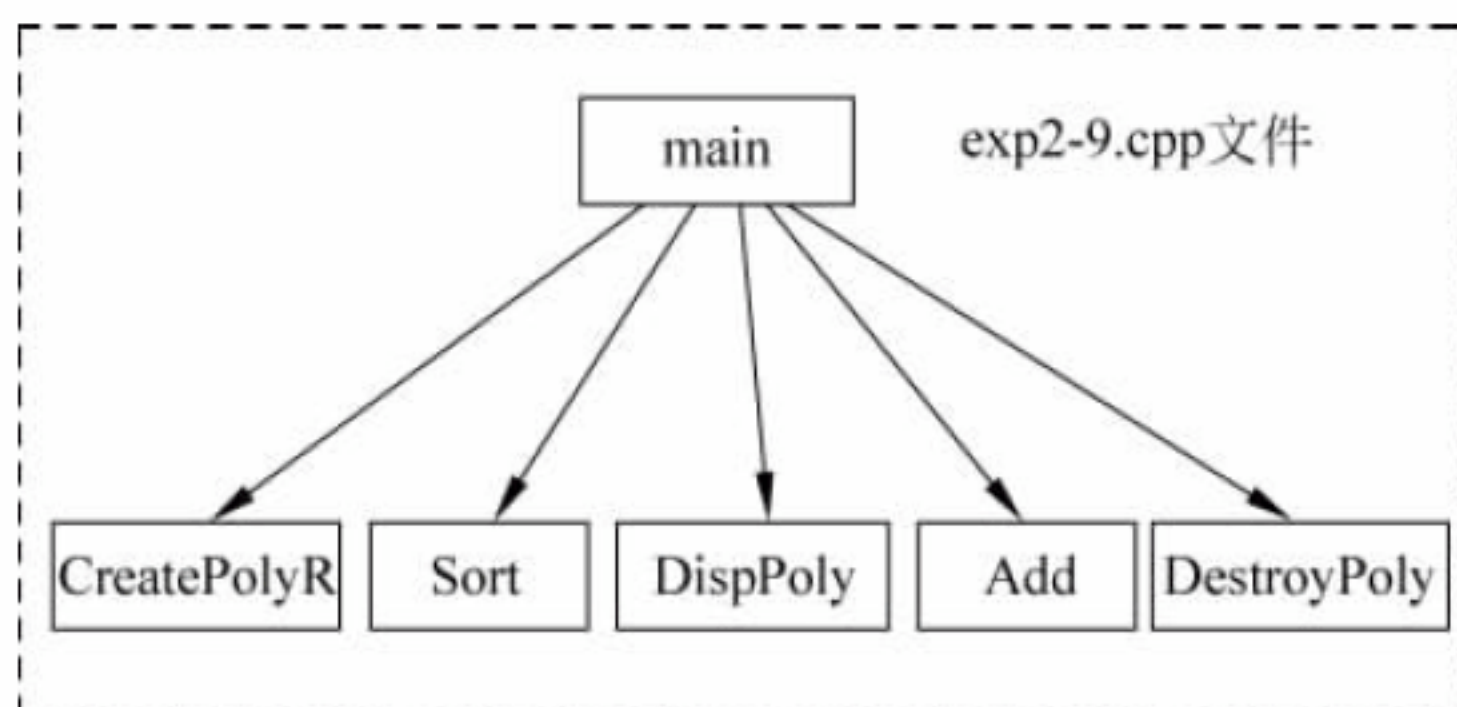 main
exp2-9.cpp文件
CreatePolyR
Sort
DispPoly
Add
DestroyPoly